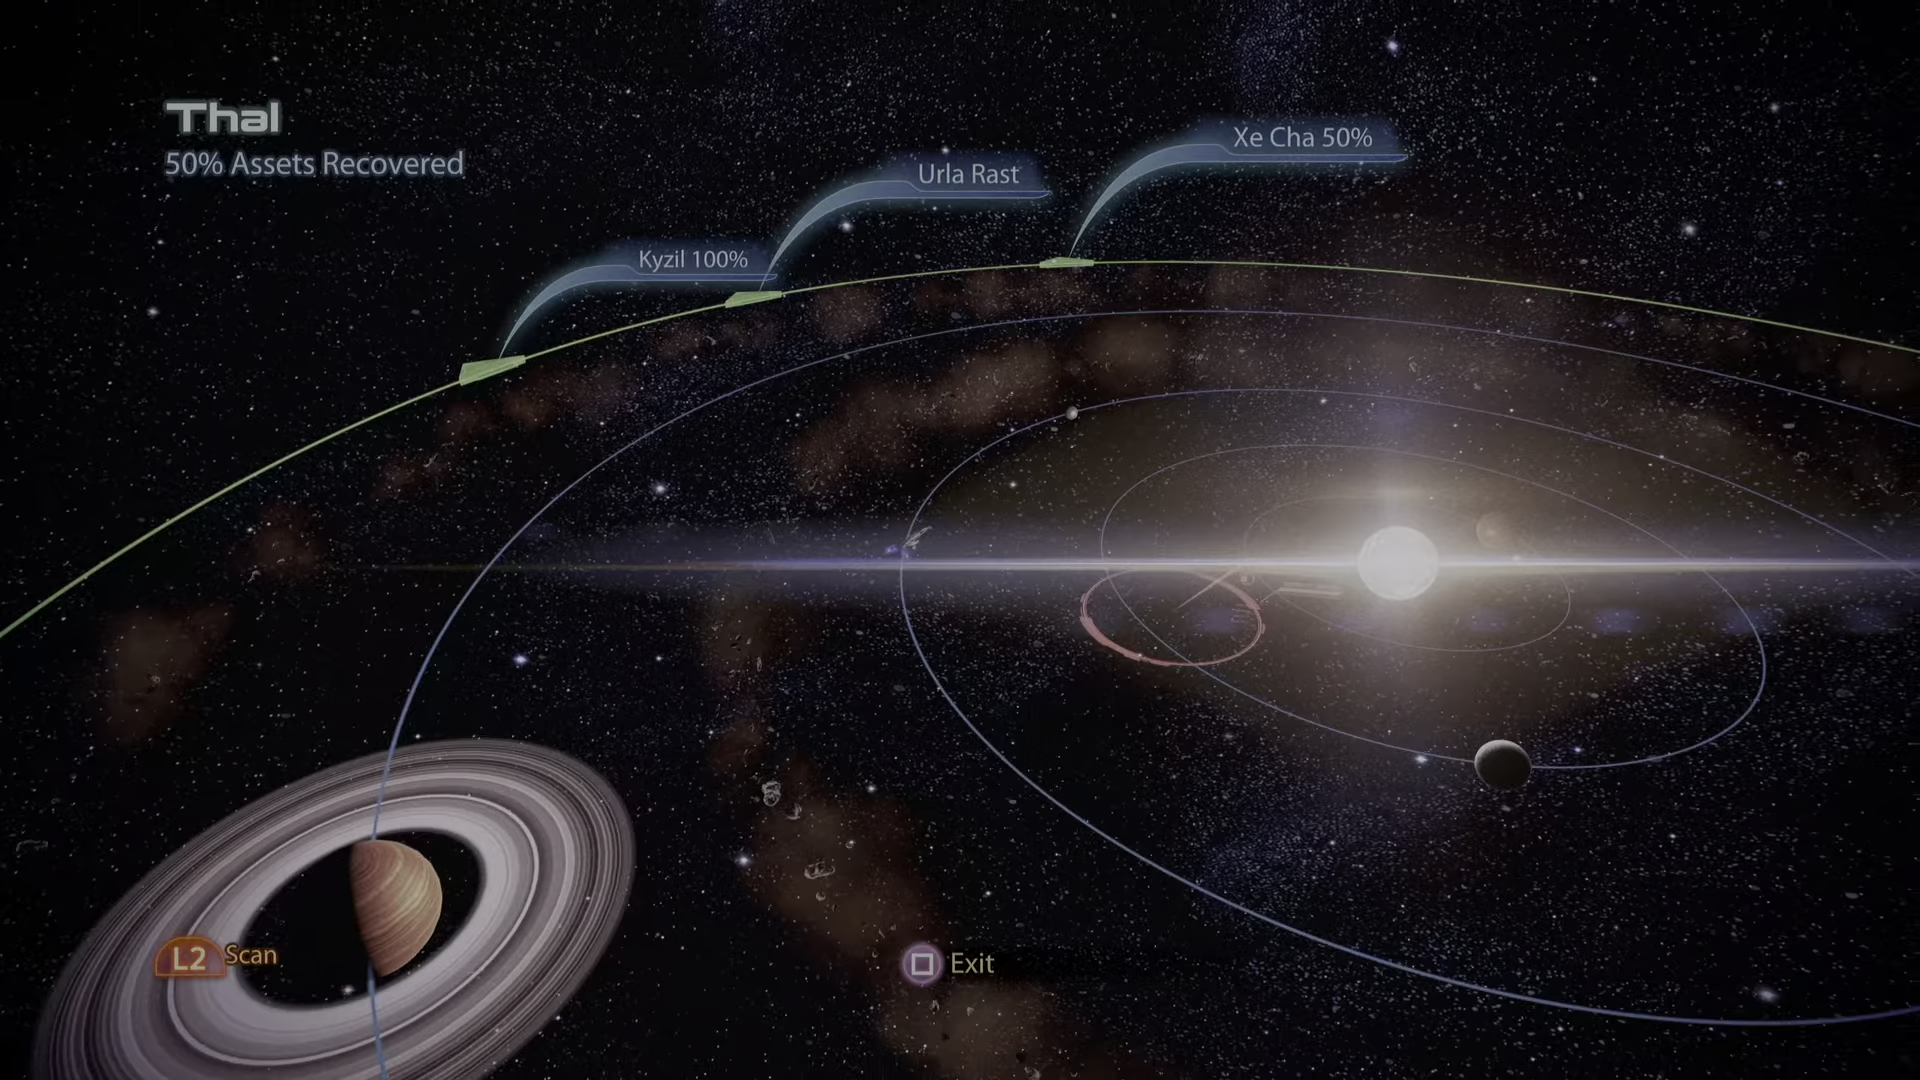 Thal
50% Assets Recovered
Kyzil 100%
Urla Rast
Xe Cha 50%
L2 Scan
Exit